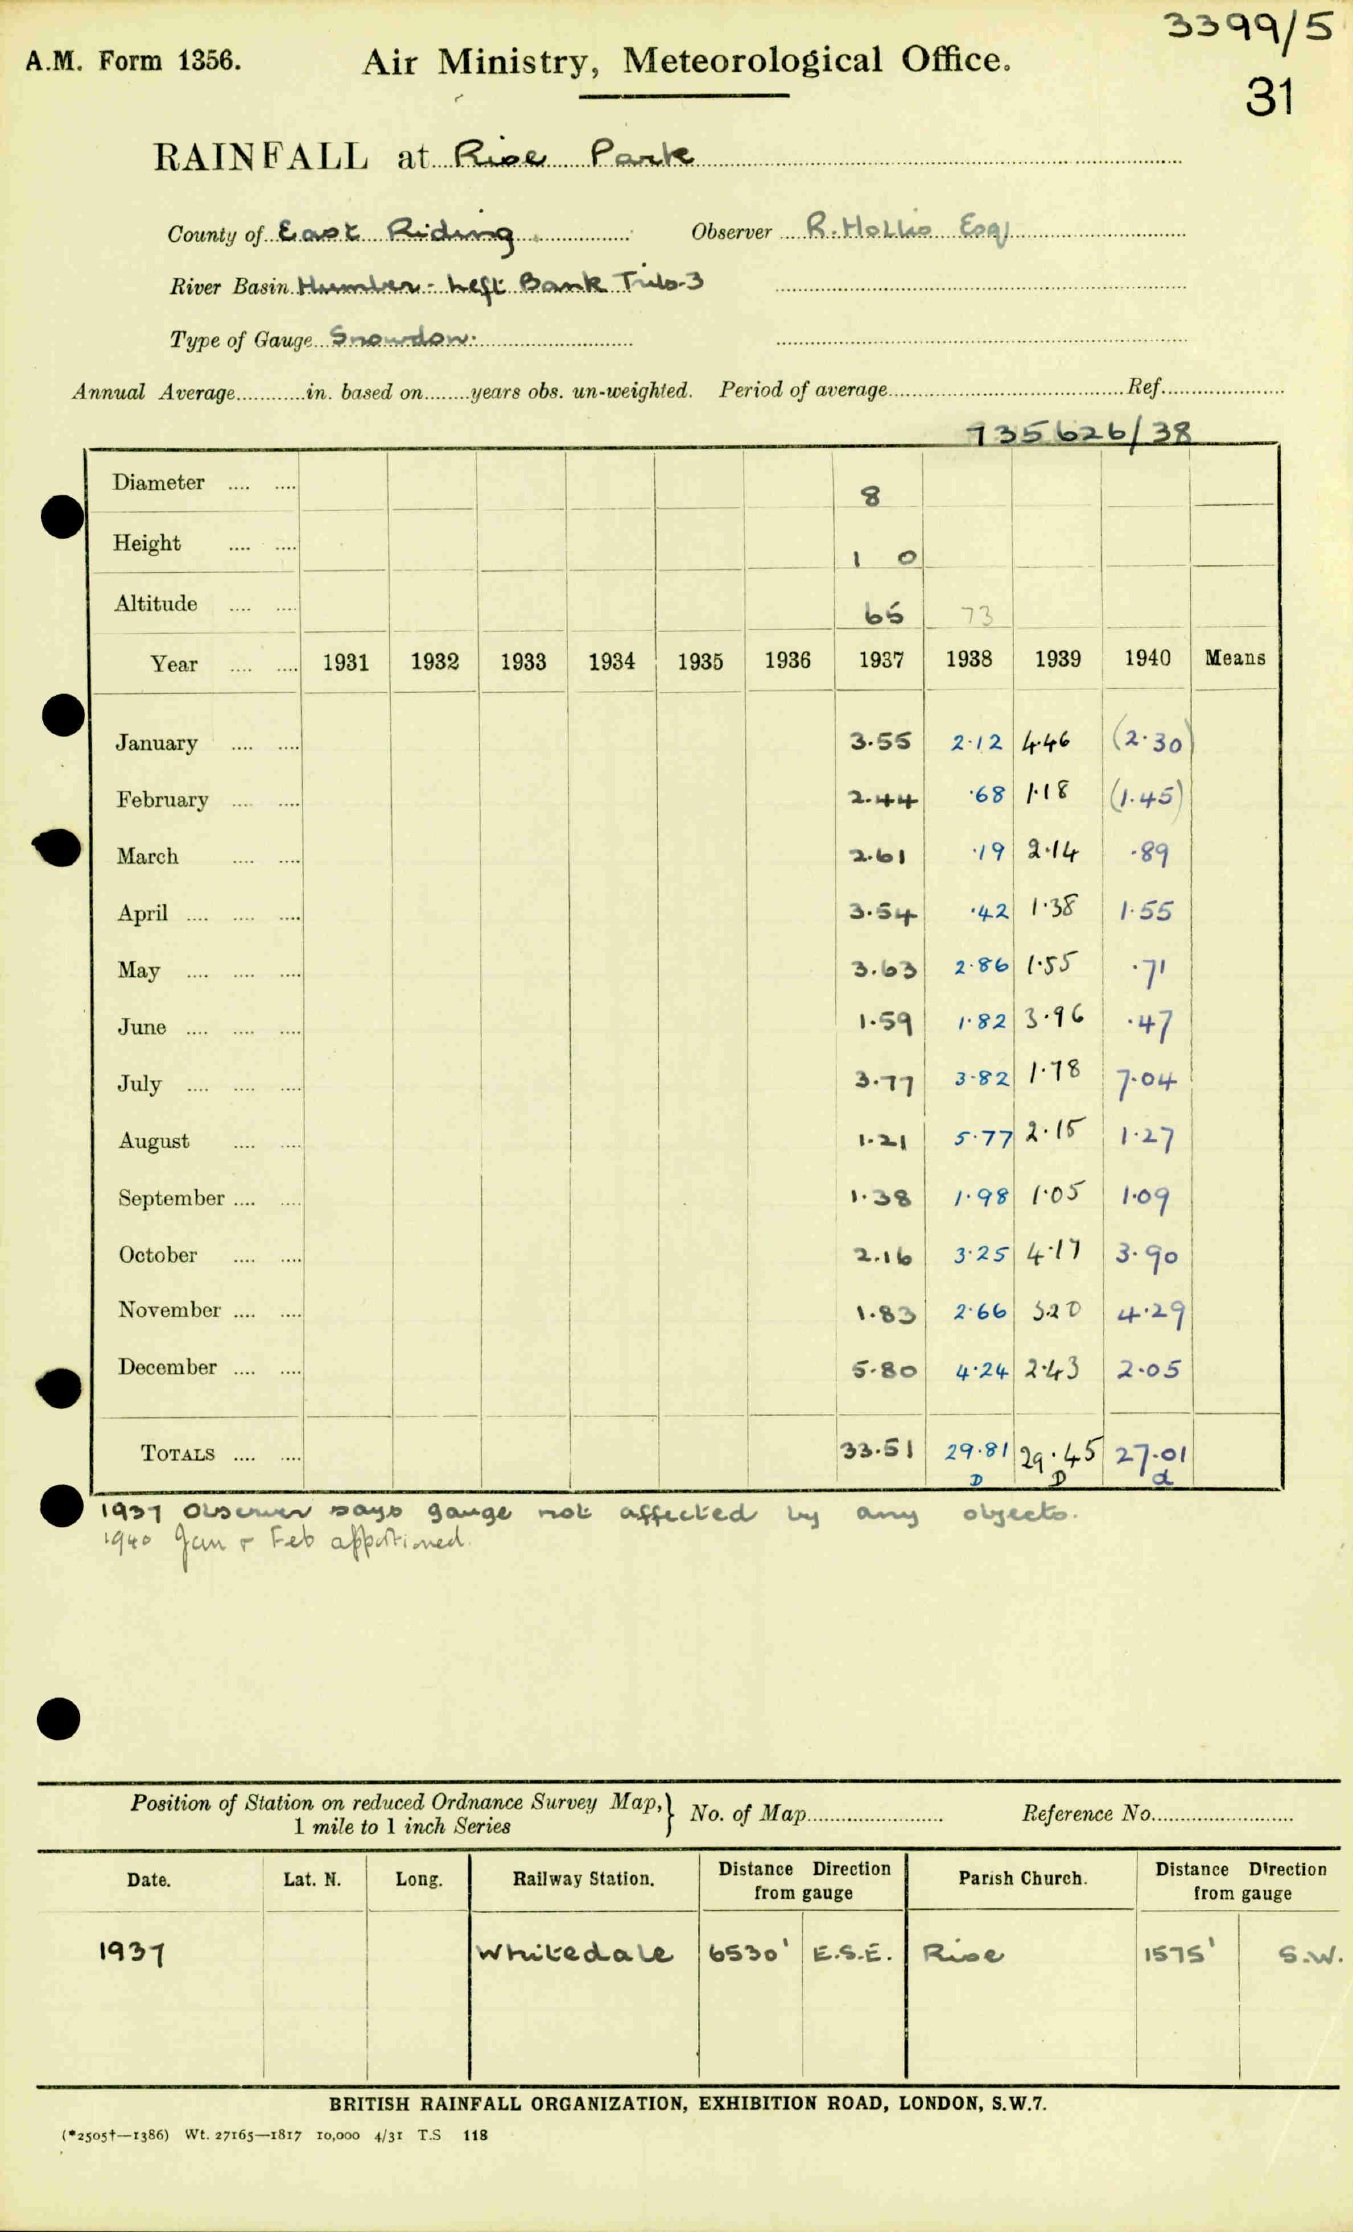 3399/5
A.M. Form 1356. Air Ministry, Meteorological Office.
31
RAINFALL at Rise Park
County of East Riding. Observer R. Hollis Esq
River Basin Humber - Left Bank Tribs-3
Type of Gauge Snowdon.
Annual Average............in. based on........years obs. un-weighted. Period of average............Ref............
735626/38
Diameter .... .... 8
Height .... .... 1 0
Altitude .... .... 65 73
Year .... .... 1931 1932 1933 1934 1935 1936 1937 1938 1939 1940 Means
January .... .... 3.55 2.12 4.46 (2.30)
February .... .... 2.44 .68 1.18 (1.45)
March .... .... 2.61 .19 2.14 .89
April .... .... .... 3.54 .42 1.38 1.55
May .... .... .... 3.63 2.86 1.55 .71
June .... .... .... 1.59 1.82 3.96 .47
July .... .... .... 3.77 3.82 1.78 7.04
August .... .... 1.21 5.77 2.15 1.27
September .... .... 1.38 1.98 1.05 1.09
October .... .... 2.16 3.25 4.17 3.90
November .... .... 1.83 2.66 3.20 4.29
December .... .... 5.80 4.24 2.43 2.05
TOTALS .... .... 33.51 29.81 29.45 27.01
D D d
1937 Observer says gauge not affected by any objects.
1940 Jan & Feb apportioned.
Position of Station on reduced Ordnance Survey Map,} No. of Map............ Reference No............
1 mile to 1 inch Series
Date. Lat. N. Long. Railway Station. Distance Direction from gauge Parish Church. Distance Direction from gauge
1937 Whitedale 6530' E.S.E. Rise 1575' S.W.
BRITISH RAINFALL ORGANIZATION, EXHIBITION ROAD, LONDON, S.W.7.
(*2505†—1386) Wt. 27165—1817 10,000 4/31 T.S 118